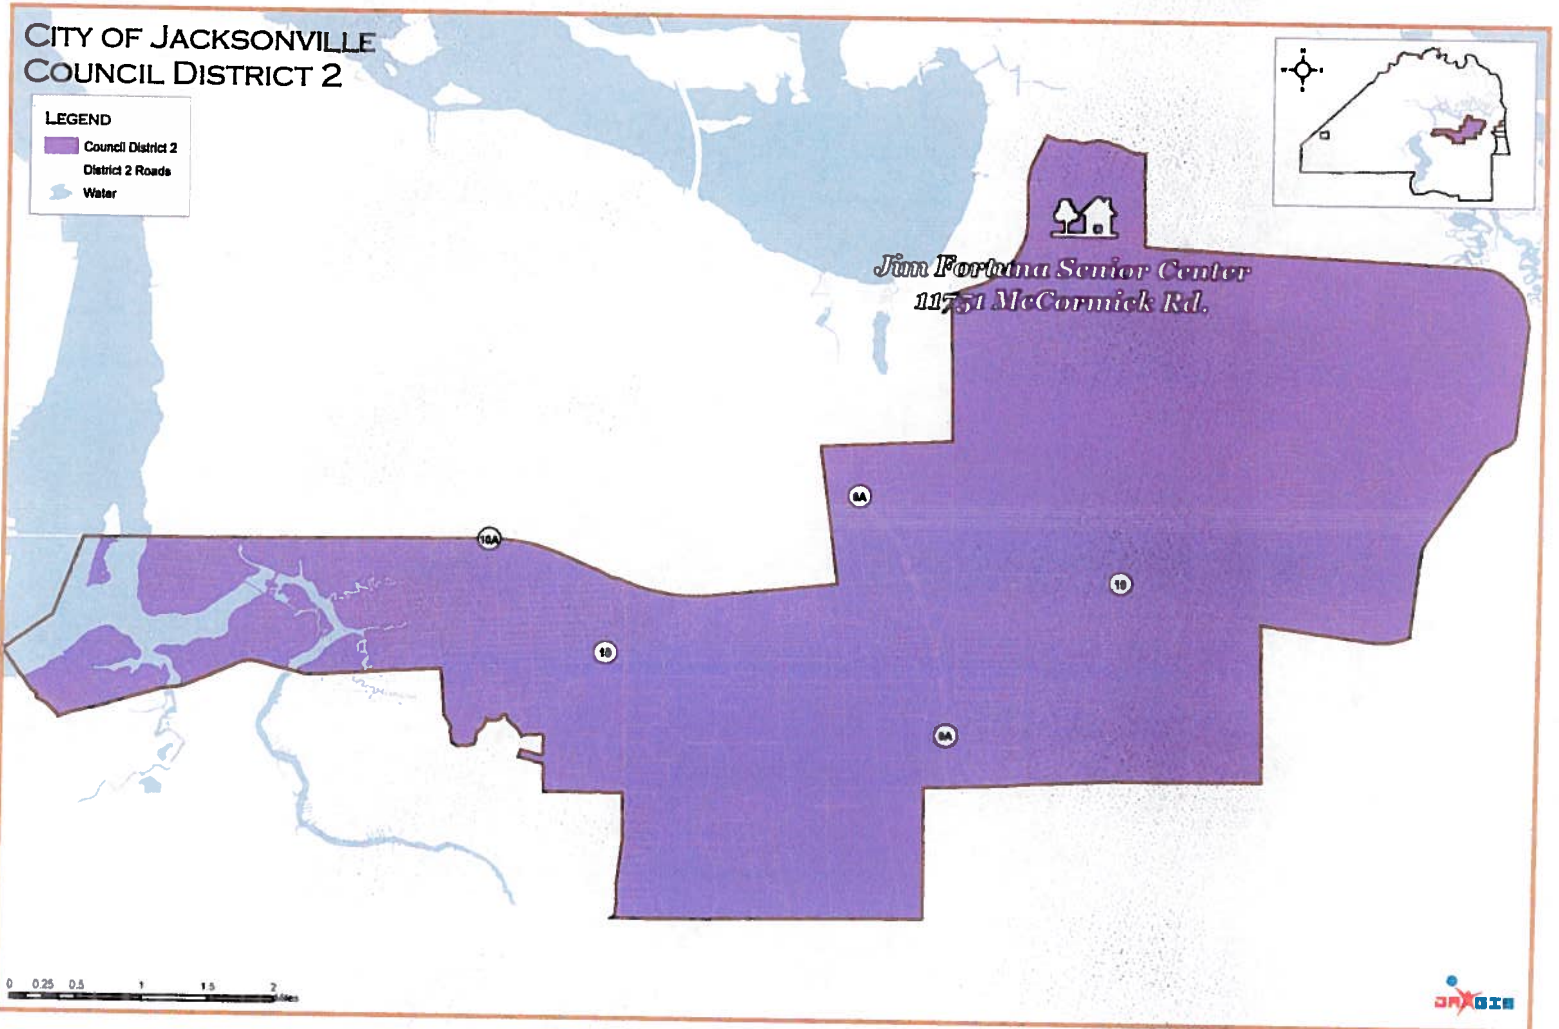 CITY OF JACKSONVILLE
COUNCIL DISTRICT 2
LEGEND
Council District 2
District 2 Roads
Water
N
W
E
S
Jim Fortuna Senior Center
11751 McCormick Rd.
9A
10A
10
10
9A
0 0.25 0.5 1 1.5 2
Miles
JAXGIS